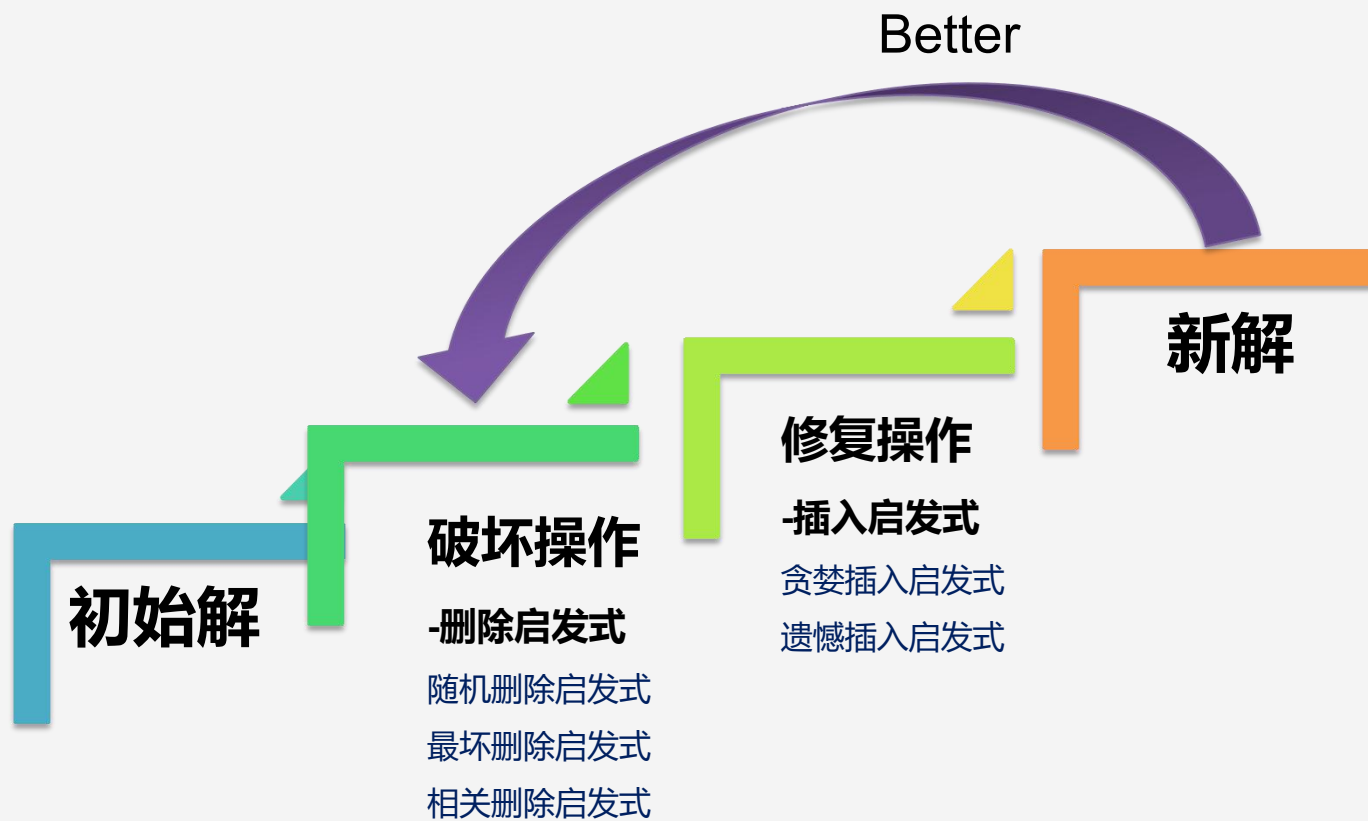 Better
初始解
破坏操作
-删除启发式
随机删除启发式
最坏删除启发式
相关删除启发式
修复操作
-插入启发式
贪婪插入启发式
遗憾插入启发式
新解